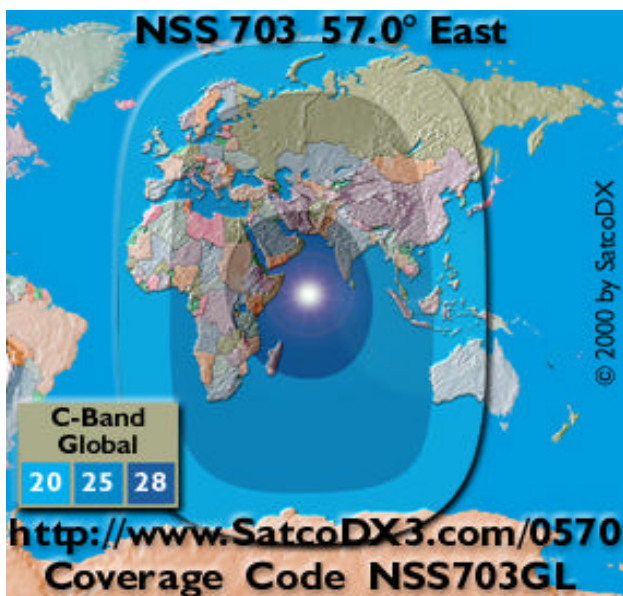 NSS 703 57.0° East
© 2000 by SatcoDX
C-Band
Global
20 25 28
http://www.SatcoDX3.com/0570
Coverage Code NSS703GL